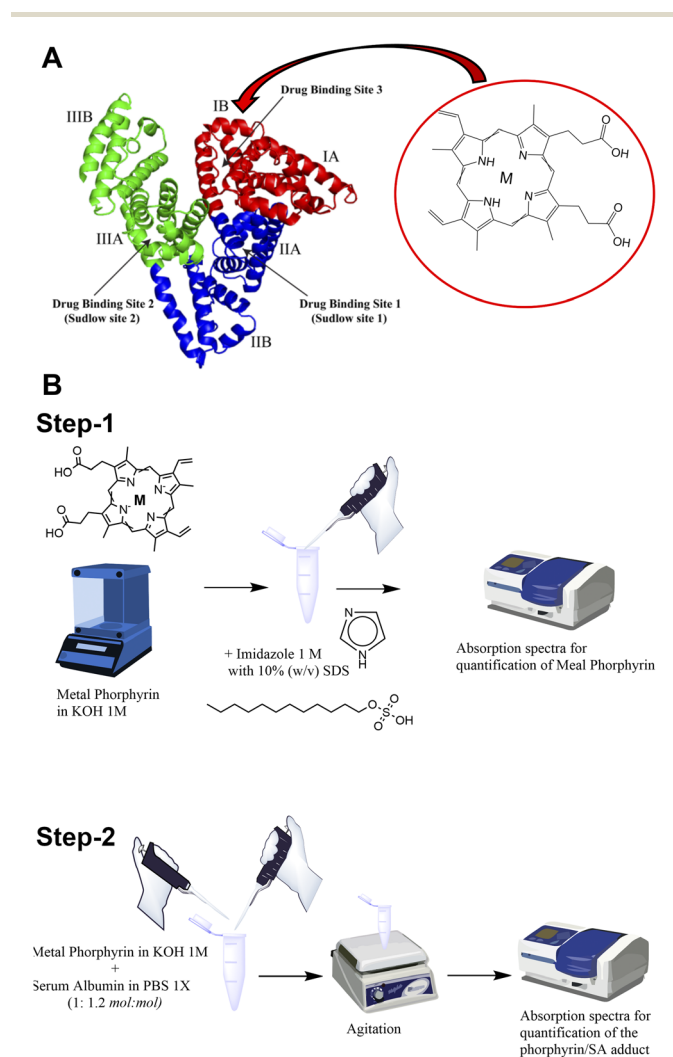 A
Drug Binding Site 3
IB
IIIB
IA
IIIA
IIA
Drug Binding Site 2
(Sudlow site 2)
Drug Binding Site 1
(Sudlow site 1)
IIB
O
OH
NH
N
M
NH
N
O
OH
B
Step-1
O
HO
N
N-
M
O
HO
N-
N
Metal Phorphyrin
in KOH 1M
+ Imidazole 1 M
with 10% (w/v) SDS
N
N
H
O
O
S
OH
O
Absorption spectra for
quantification of Meal Phorphyrin
Step-2
Metal Phorphyrin in KOH 1M
+
Serum Albumin in PBS 1X
(1: 1.2 mol:mol)
Agitation
Absorption spectra for
quantification of the
phorphyrin/SA adduct